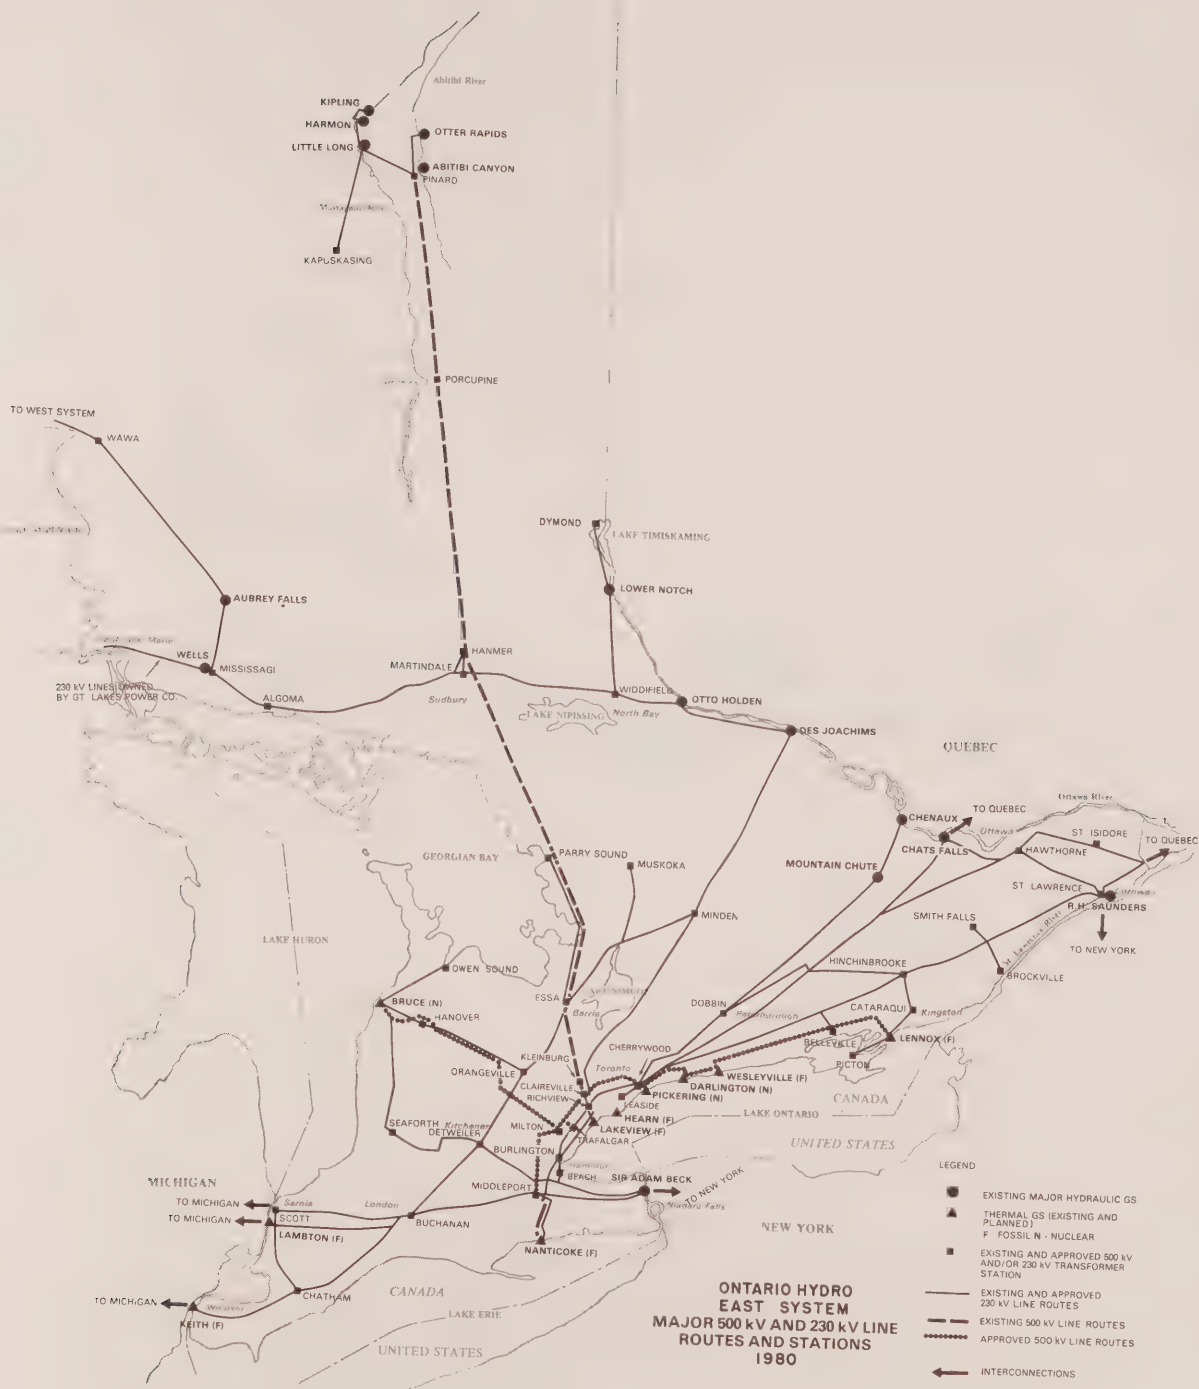 Abitibi River
KIPLING
HARMON
OTTER RAPIDS
LITTLE LONG
ABITIBI CANYON
PINARD
KAPUSKASING
PORCUPINE
TO WEST SYSTEM
WAWA
DYMOND
LAKE TIMISKAMING
LOWER NOTCH
AUBREY FALLS
HANMER
WELLS
MISSISSAGI
MARTINDALE
230 kV LINES OWNED
BY GT LAKES POWER CO.
ALGOMA
Sudbury
WIDDIFIELD
OTTO HOLDEN
LAKE NIPISSING
North Bay
DES JOACHIMS
QUEBEC
Ottawa River
TO QUEBEC
CHENAUX
Ottawa
ST ISIDORE
TO QUEBEC
CHATS FALLS
HAWTHORNE
GEORGIAN BAY
PARRY SOUND
MUSKOKA
MOUNTAIN CHUTE
ST LAWRENCE
Cornwall
R.H. SAUNDERS
MINDEN
SMITH FALLS
St Lawrence River
LAKE HURON
TO NEW YORK
OWEN SOUND
HINCHINBROOKE
BROCKVILLE
BRUCE (N)
ESSA
Barrie
DOBBIN
Peterborough
CATARAQUI
Kingston
HANOVER
BELLEVILLE
LENNOX (F)
CHERRYWOOD
KLEINBURG
PICTON
ORANGEVILLE
Toronto
WESLEYVILLE (F)
CLAIREVILLE
DARLINGTON (N)
RICHVIEW
PICKERING (N)
CANADA
LEASIDE
LAKE ONTARIO
HEARN (F)
SEAFORTH
Kitchener
MILTON
LAKEVIEW (F)
DETWEILER
TRAFALGAR
UNITED STATES
BURLINGTON
Hamilton
BEACH
SIR ADAM BECK
TO NEW YORK
MICHIGAN
MIDDLEPORT
Niagara Falls
TO MICHIGAN
Sarnia
London
SCOTT
TO MICHIGAN
BUCHANAN
LAMBTON (F)
NEW YORK
NANTICOKE (F)
CHATHAM
CANADA
TO MICHIGAN
Windsor
LAKE ERIE
KEITH (F)
UNITED STATES
ONTARIO HYDRO
EAST SYSTEM
MAJOR 500 kV AND 230 kV LINE
ROUTES AND STATIONS
1980
LEGEND
EXISTING MAJOR HYDRAULIC GS
THERMAL GS (EXISTING AND
PLANNED)
F FOSSIL N - NUCLEAR
EXISTING AND APPROVED 500 kV
AND/OR 230 kV TRANSFORMER
STATION
EXISTING AND APPROVED
230 kV LINE ROUTES
EXISTING 500 kV LINE ROUTES
APPROVED 500 kV LINE ROUTES
INTERCONNECTIONS